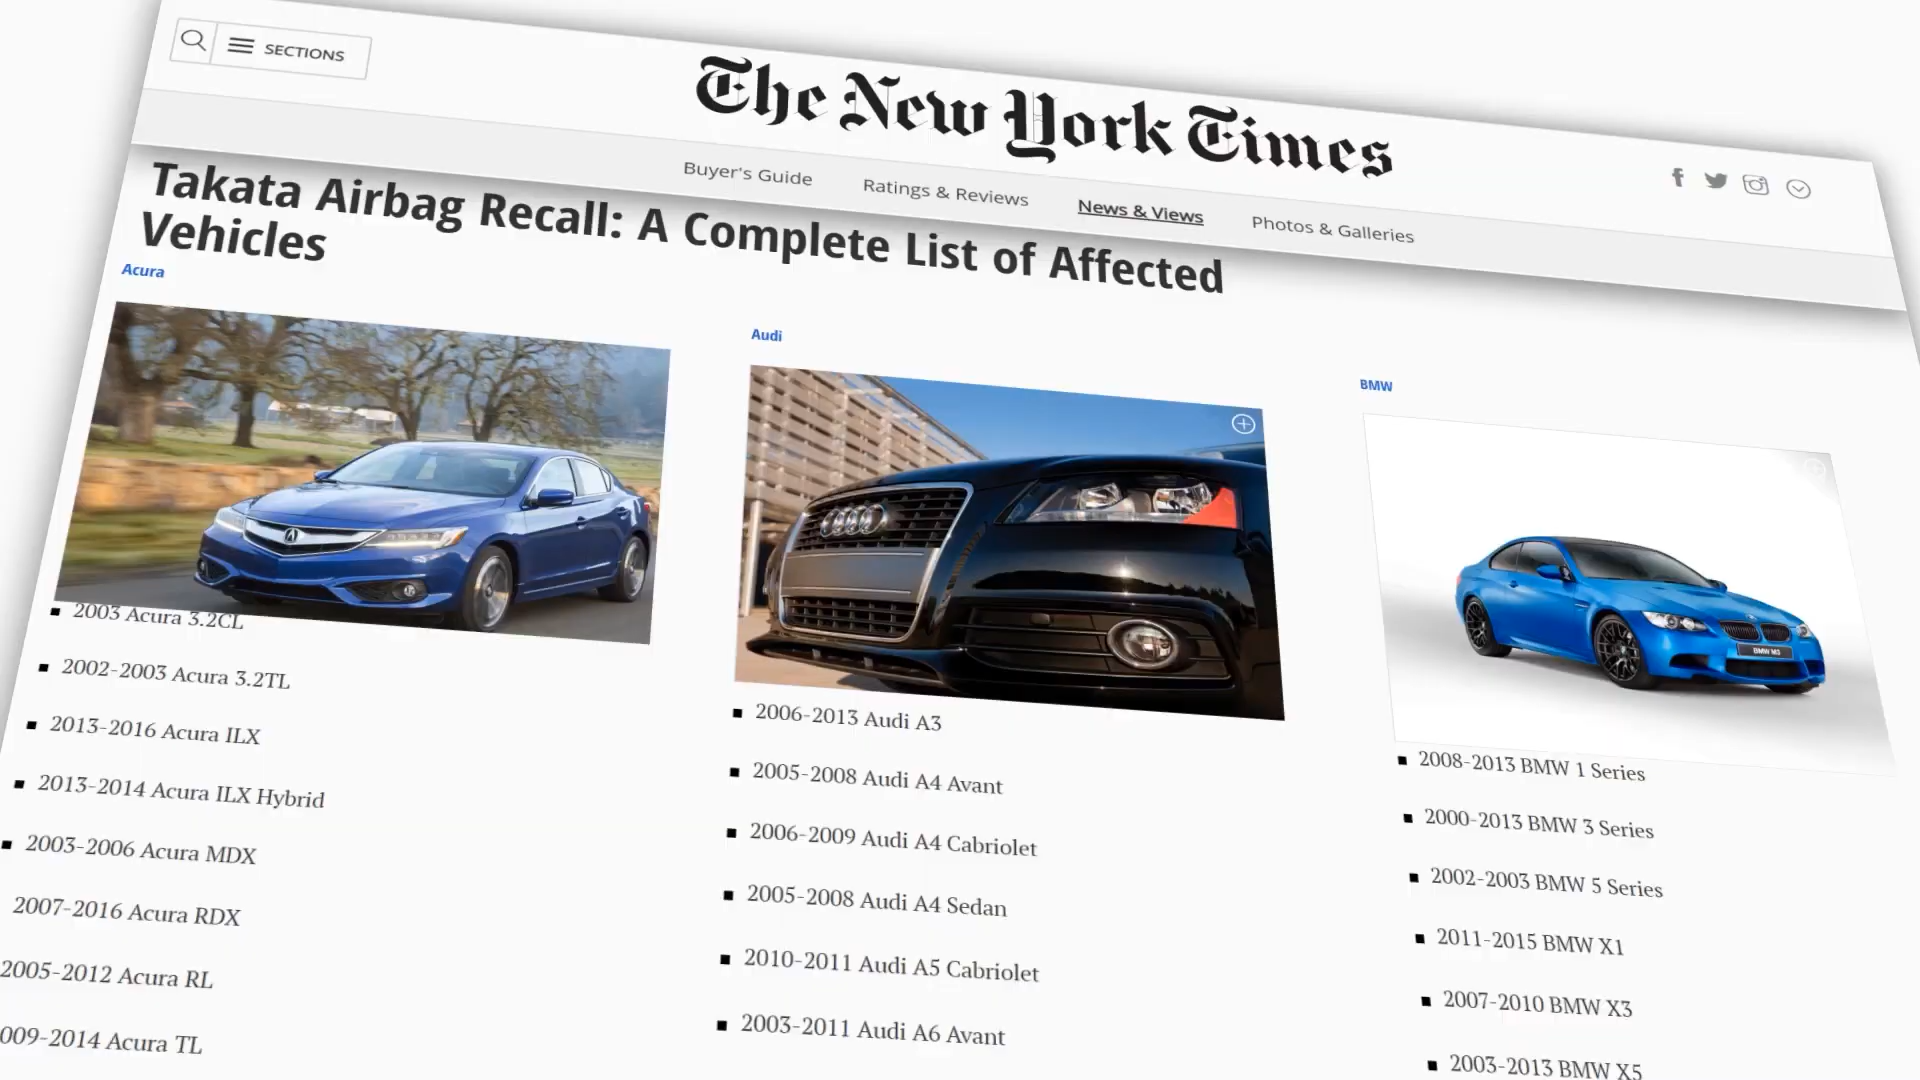 SECTIONS
The New York Times
Buyer's Guide
Ratings & Reviews
News & Views
Photos & Galleries
Takata Airbag Recall: A Complete List of Affected
Vehicles
Acura
2003 Acura 3.2CL
2002-2003 Acura 3.2TL
2013-2016 Acura ILX
2013-2014 Acura ILX Hybrid
2003-2006 Acura MDX
2007-2016 Acura RDX
2005-2012 Acura RL
009-2014 Acura TL
Audi
2006-2013 Audi A3
2005-2008 Audi A4 Avant
2006-2009 Audi A4 Cabriolet
2005-2008 Audi A4 Sedan
2010-2011 Audi A5 Cabriolet
2003-2011 Audi A6 Avant
BMW
BMW M3
2008-2013 BMW 1 Series
2000-2013 BMW 3 Series
2002-2003 BMW 5 Series
2011-2015 BMW X1
2007-2010 BMW X3
2003-2013 BMW X5